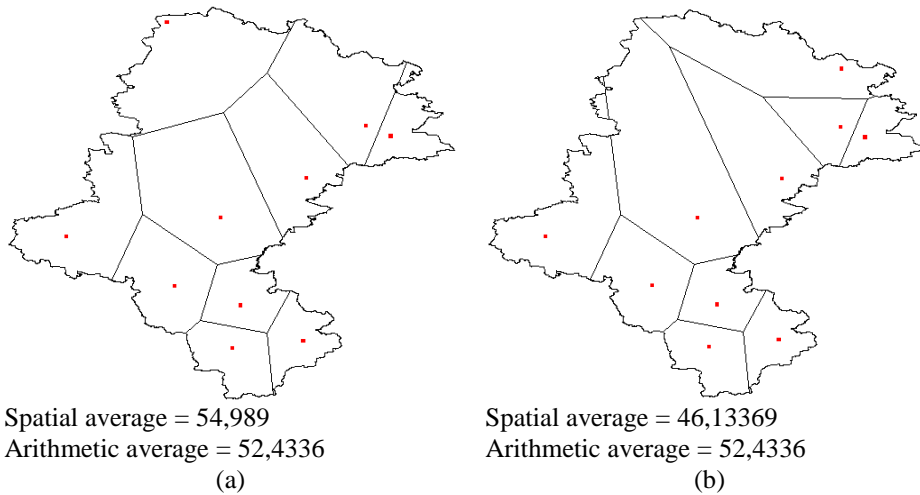 Spatial average = 54,989
Arithmetic average = 52,4336
(a)
Spatial average = 46,13369
Arithmetic average = 52,4336
(b)